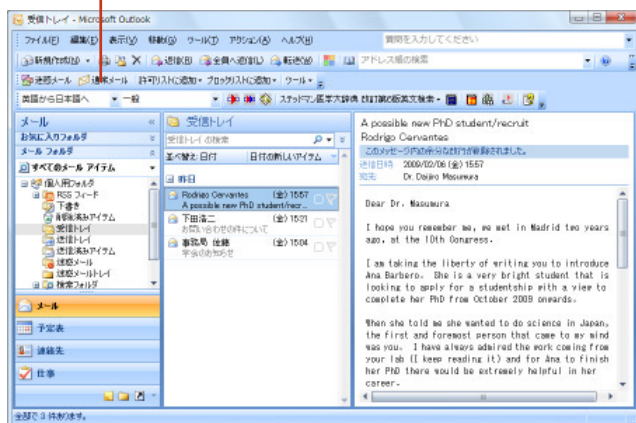 受信トレイ - Microsoft Outlook
ファイル(F) 編集(E) 表示(V) 移動(G) ツール(T) アクション(A) ヘルプ(H) 質問を入力してください
新規作成(N) 返信(R) 全員へ返信(L) 転送(W) アドレス帳の検索
迷惑メール 通常メール 許可リストに追加 ブロックリストに追加 ツール
英語から日本語へ 一般 ステッドマン医学大辞典 改訂第6版英文検索
メール
お気に入りフォルダ
メール フォルダ
すべてのメール アイテム
個人用フォルダ
RSS フィード
下書き
削除済みアイテム
受信トレイ
送信トレイ
送信済みアイテム
迷惑メール
迷惑メールトレイ
検索フォルダ
メール
予定表
連絡先
仕事
全部で 3 件あります。
受信トレイ
受信トレイ の検索
並べ替え: 日付 日付の新しいアイテム
昨日
Rodrigo Cervantes (金) 15:57
A possible new PhD student/recr...
下田浩二 (金) 15:21
お問い合わせの件について
事務局 佐藤 (金) 15:04
学会のお知らせ
A possible new PhD student/recruit
Rodrigo Cervantes
このメッセージ内の余分な改行が削除されました。
送信日時 2009/02/06 (金) 15:57
宛先 Dr. Daijiro Masumura
Dear Dr. Masumura
I hope you remember me, we met in Madrid two years
ago, at the 10th Congress.
I am taking the liberty of writing you to introduce
Ana Barbero. She is a very bright student that is
looking to apply for a studentship with a view to
complete her PhD from October 2009 onwards.
When she told me she wanted to do science in Japan,
the first and foremost person that came to my mind
was you. I have always admired the work coming from
your lab (I keep reading it) and for Ana to finish
her PhD there would be extremely helpful in her
career.